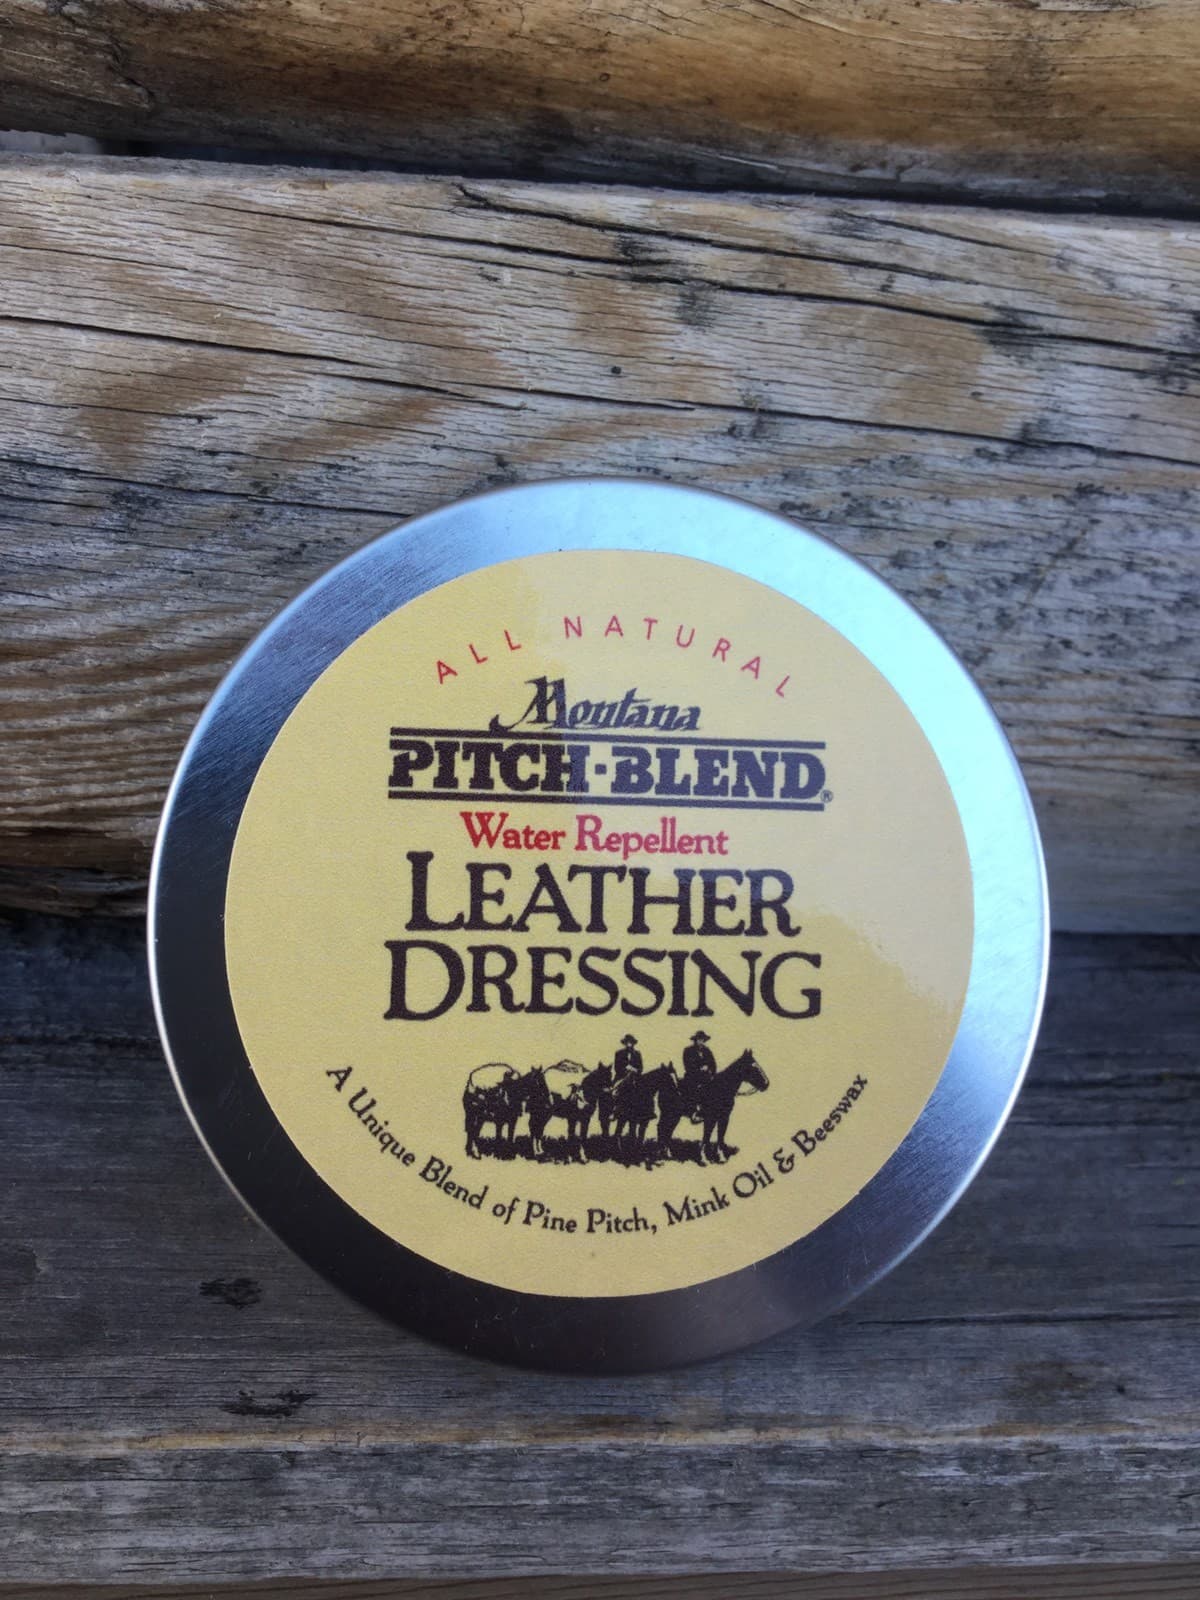 ALL NATURAL
Montana
PITCH-BLEND®
Water Repellent
LEATHER
DRESSING
A Unique Blend of Pine Pitch, Mink Oil & Beeswax